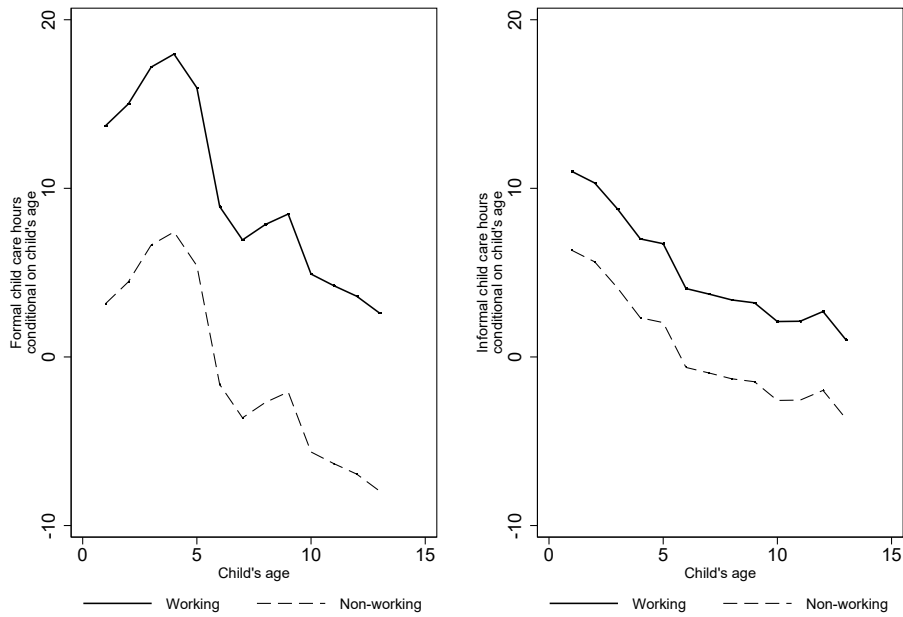 Formal child care hours
conditional on child's age
20
10
0
-10
0 5 10 15
Child's age
Working Non-working
Informal child care hours
conditional on child's age
20
10
0
-10
0 5 10 15
Child's age
Working Non-working